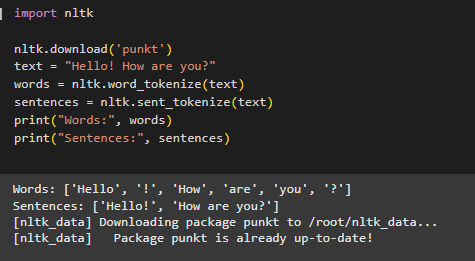 import nltk
nltk.download('punkt')
text = "Hello! How are you?"
words = nltk.word_tokenize(text)
sentences = nltk.sent_tokenize(text)
print("Words:", words)
print("Sentences:", sentences)
Words: ['Hello', '!', 'How', 'are', 'you', '?']
Sentences: ['Hello!', 'How are you?']
[nltk_data] Downloading package punkt to /root/nltk_data...
[nltk_data]   Package punkt is already up-to-date!